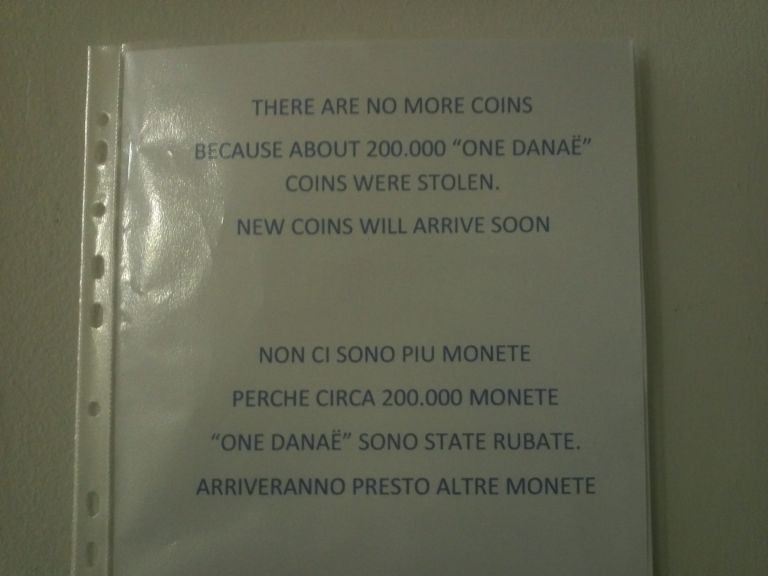 THERE ARE NO MORE COINS
BECAUSE ABOUT 200.000 “ONE DANAË”
COINS WERE STOLEN.
NEW COINS WILL ARRIVE SOON
NON CI SONO PIU MONETE
PERCHE CIRCA 200.000 MONETE
“ONE DANAË” SONO STATE RUBATE.
ARRIVERANNO PRESTO ALTRE MONETE